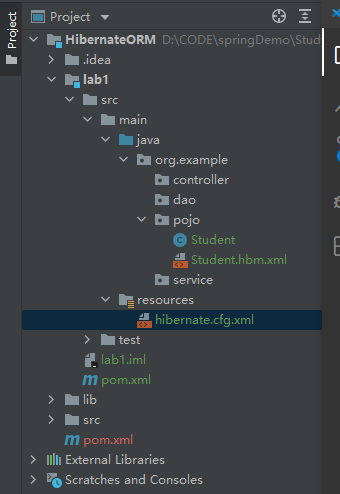 Project
Project
HibernateORM D:\CODE\springDemo\Stud
.idea
lab1
src
main
java
org.example
controller
dao
pojo
Student
Student.hbm.xml
service
resources
hibernate.cfg.xml
test
lab1.iml
pom.xml
lib
src
pom.xml
External Libraries
Scratches and Consoles